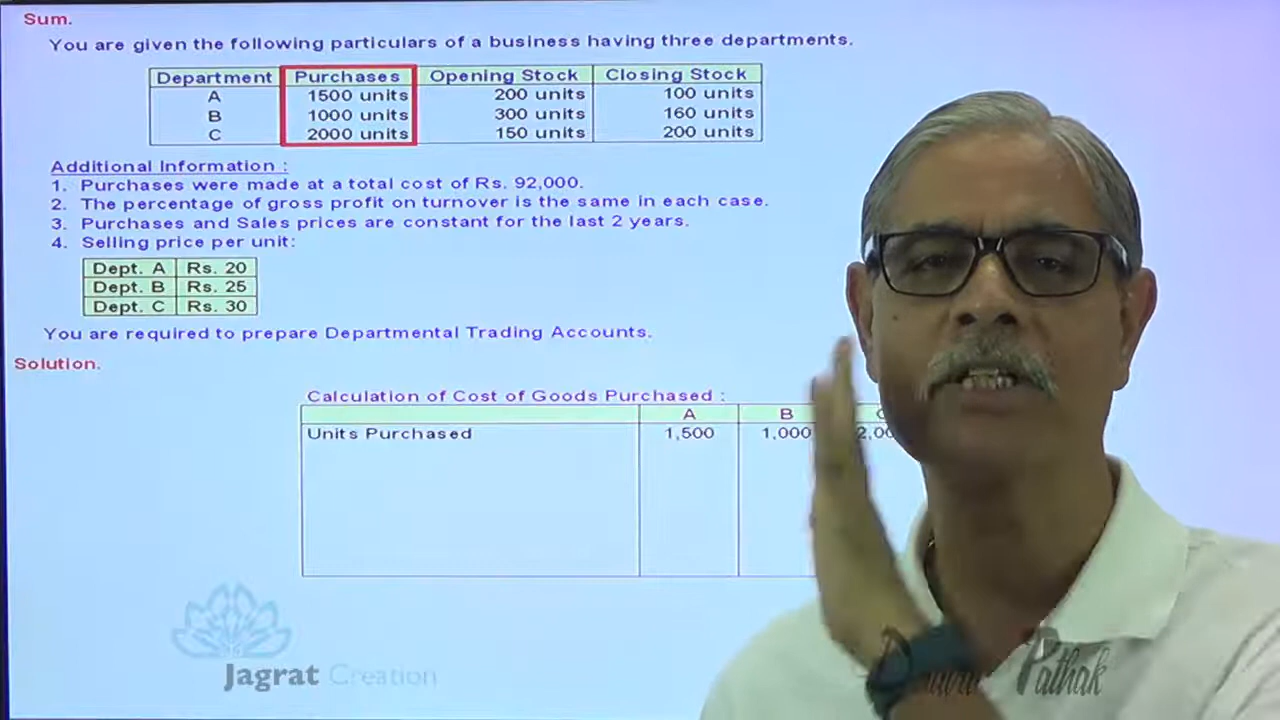 Sum.
You are given the following particulars of a business having three departments.
Department Purchases Opening Stock Closing Stock
A 1500 units 200 units 100 units
B 1000 units 300 units 160 units
C 2000 units 150 units 200 units
Additional Information :
1. Purchases were made at a total cost of Rs. 92,000.
2. The percentage of gross profit on turnover is the same in each case.
3. Purchases and Sales prices are constant for the last 2 years.
4. Selling price per unit:
Dept. A Rs. 20
Dept. B Rs. 25
Dept. C Rs. 30
You are required to prepare Departmental Trading Accounts.
Solution.
Calculation of Cost of Goods Purchased :
A B
Units Purchased 1,500 1,000
Jagrat Creation
Pathak